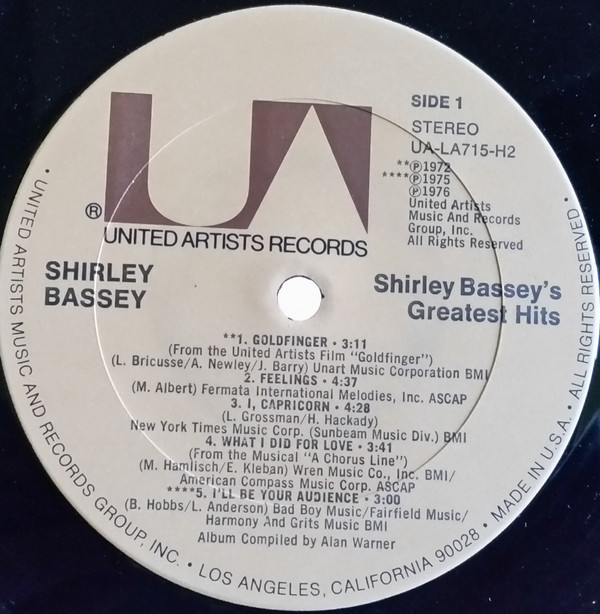 UA
®
UNITED ARTISTS RECORDS
SIDE 1
STEREO
UA-LA715-H2
**Ⓟ1972
****Ⓟ1975
Ⓟ1976
United Artists
Music And Records
Group, Inc.
All Rights Reserved
SHIRLEY
BASSEY
Shirley Bassey's
Greatest Hits
**1. GOLDFINGER • 3:11
(From the United Artists Film "Goldfinger")
(L. Bricusse/A. Newley/J. Barry) Unart Music Corporation BMI
2. FEELINGS • 4:37
(M. Albert) Fermata International Melodies, Inc. ASCAP
3. I, CAPRICORN • 4:28
(L. Grossman/H. Hackady)
New York Times Music Corp. (Sunbeam Music Div.) BMI
4. WHAT I DID FOR LOVE • 3:41
(From the Musical "A Chorus Line")
(M. Hamlisch/E. Kleban) Wren Music Co., Inc. BMI/
American Compass Music Corp. ASCAP
****5. I'LL BE YOUR AUDIENCE • 3:00
(B. Hobbs/L. Anderson) Bad Boy Music/Fairfield Music/
Harmony And Grits Music BMI
Album Compiled by Alan Warner
• UNITED ARTISTS MUSIC AND RECORDS GROUP, INC. • LOS ANGELES, CALIFORNIA 90028 • MADE IN U.S.A. • ALL RIGHTS RESERVED •